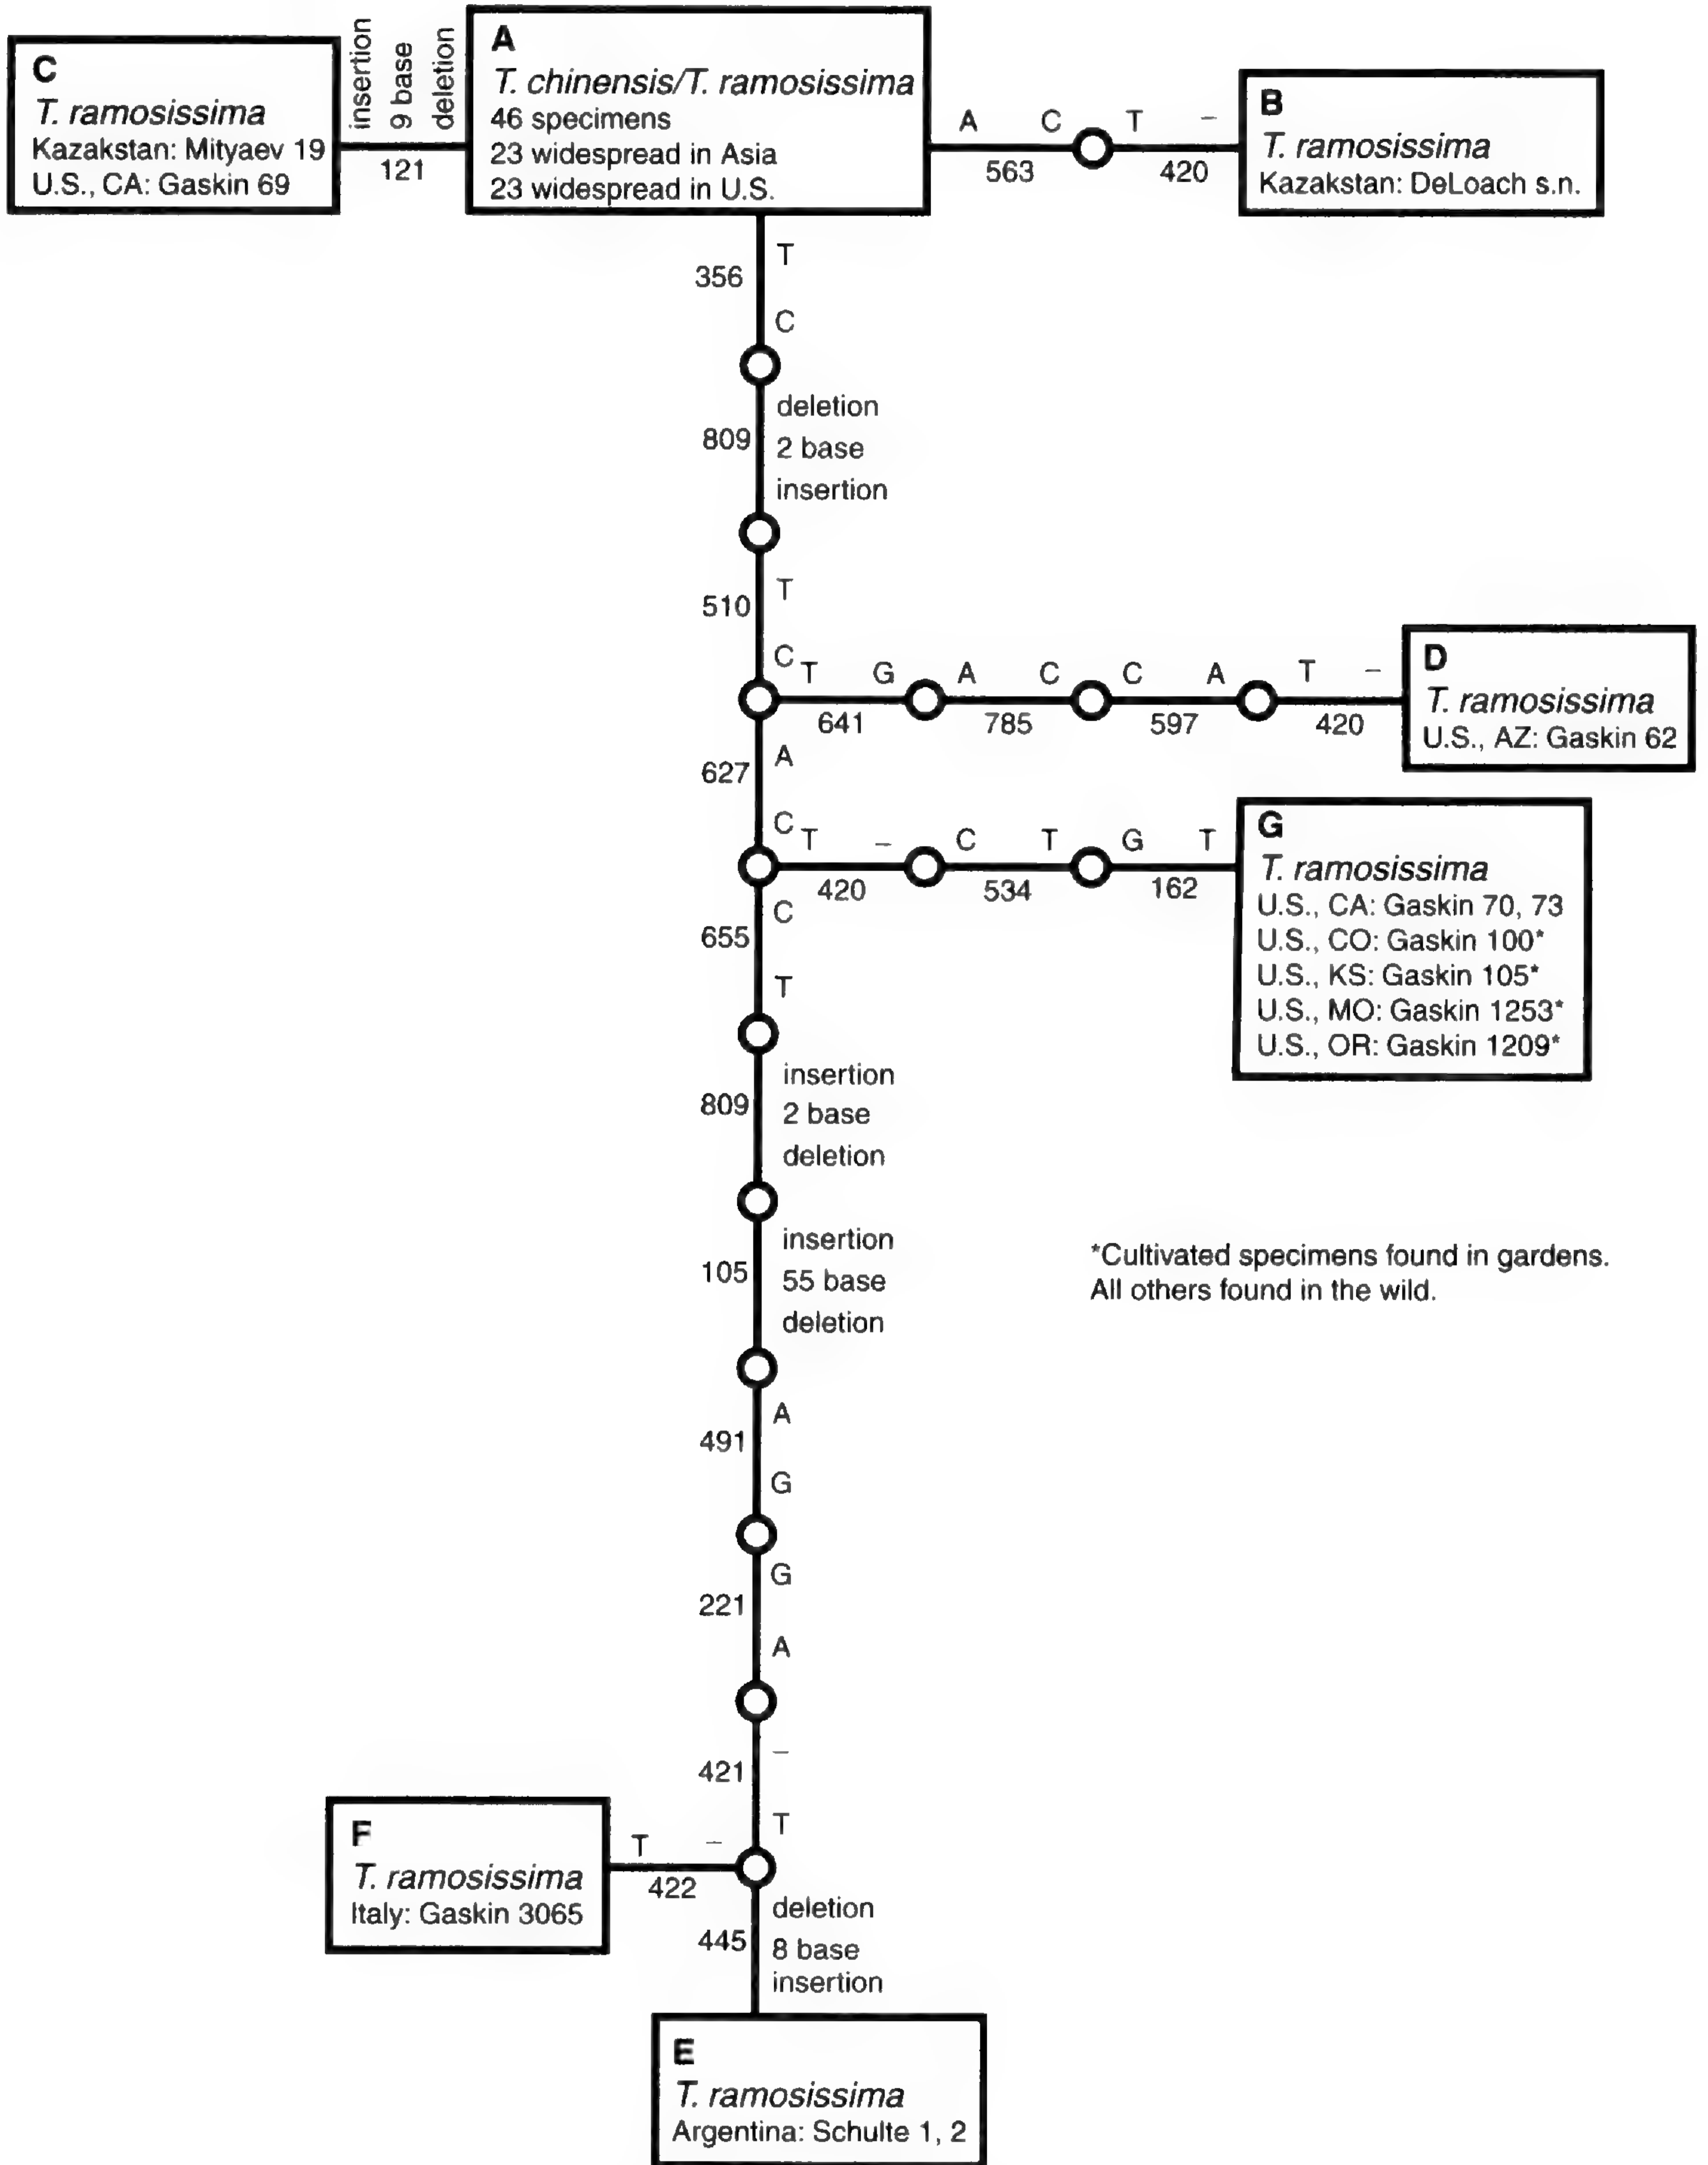 C
T. ramosissima
Kazakstan: Mityaev 19
U.S., CA: Gaskin 69
insertion
9 base
deletion
121
A
T. chinensis/T. ramosissima
46 specimens
23 widespread in Asia
23 widespread in U.S.
A C T –
563 420
B
T. ramosissima
Kazakstan: DeLoach s.n.
T
356
C
deletion
809 2 base
insertion
T
510
C
T G A C C A T –
641 785 597 420
D
T. ramosissima
U.S., AZ: Gaskin 62
A
627
C
T – C T G T
420 534 162
G
T. ramosissima
U.S., CA: Gaskin 70, 73
U.S., CO: Gaskin 100*
U.S., KS: Gaskin 105*
U.S., MO: Gaskin 1253*
U.S., OR: Gaskin 1209*
C
655
T
insertion
809 2 base
deletion
insertion
105 55 base
deletion
*Cultivated specimens found in gardens.
All others found in the wild.
A
491
G
G
221
A
–
421
T
F
T. ramosissima
Italy: Gaskin 3065
T –
422
deletion
445 8 base
insertion
E
T. ramosissima
Argentina: Schulte 1, 2